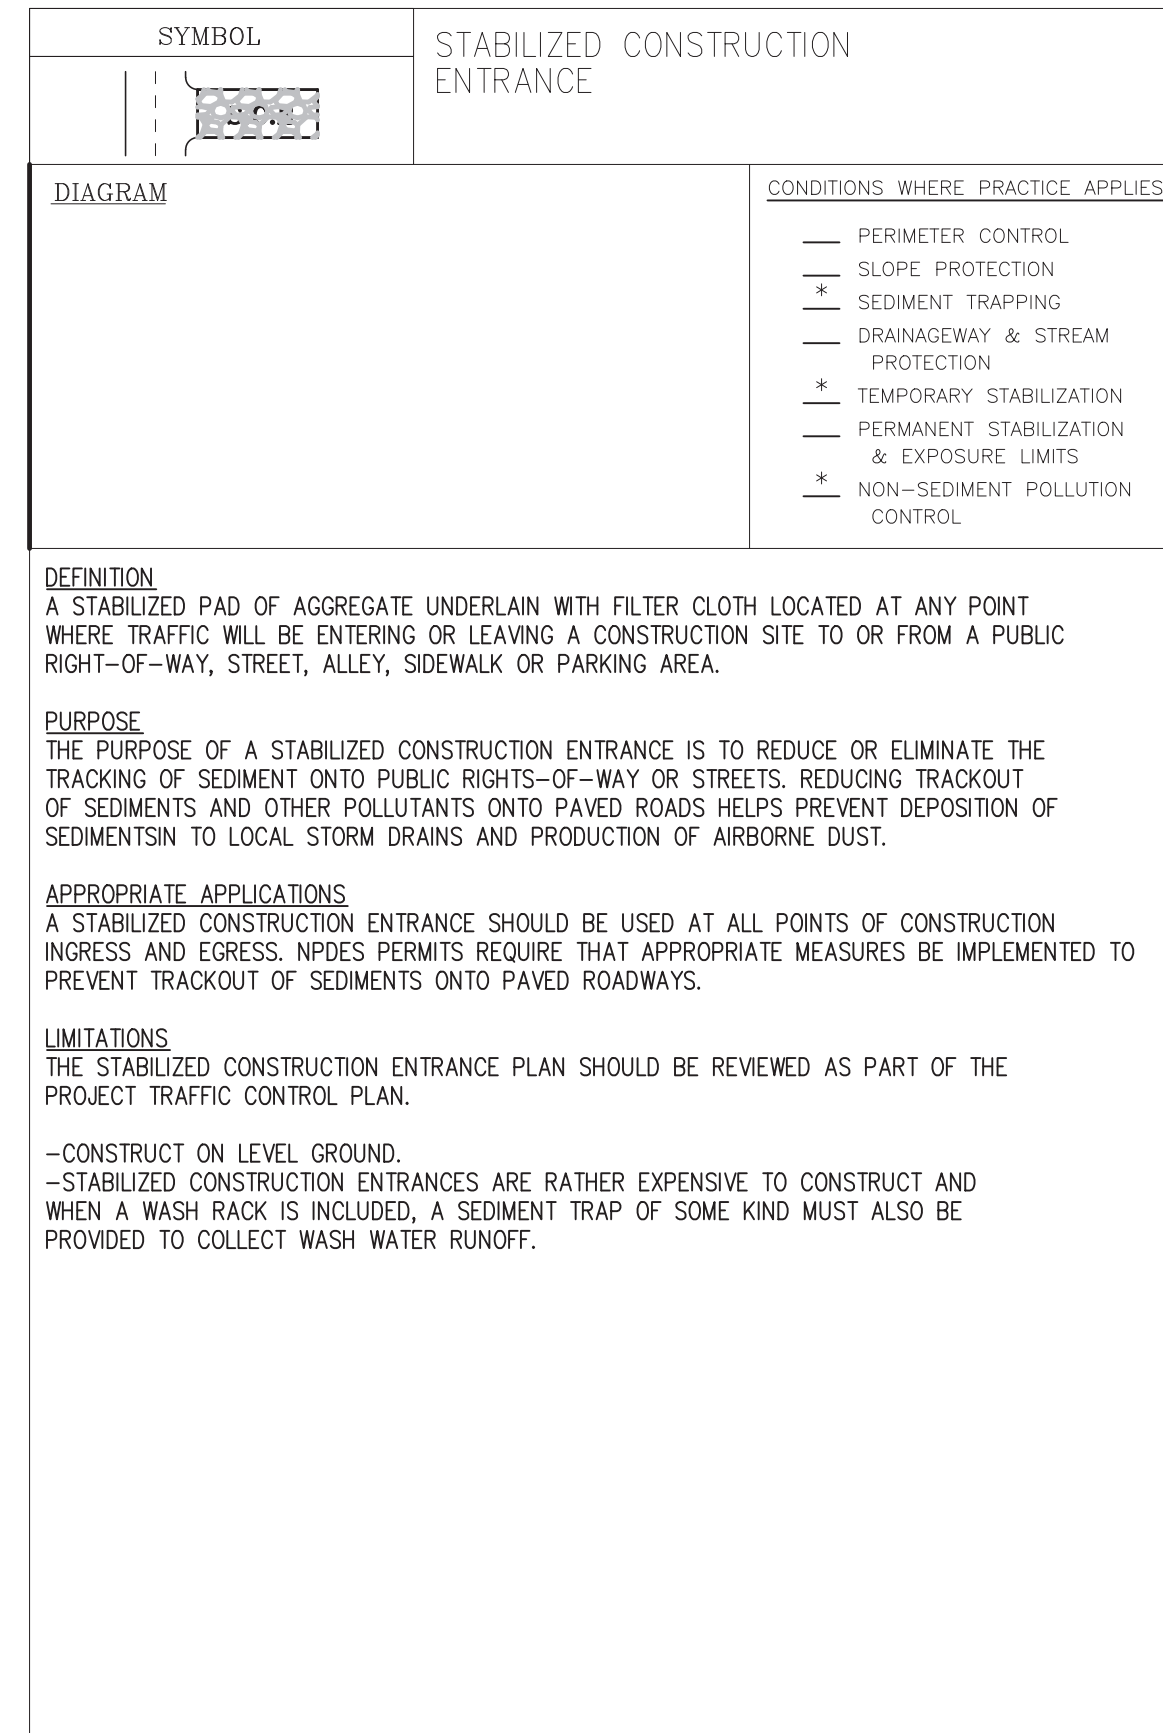 SYMBOL
STABILIZED CONSTRUCTION
ENTRANCE
DIAGRAM
CONDITIONS WHERE PRACTICE APPLIES
PERIMETER CONTROL
SLOPE PROTECTION
* SEDIMENT TRAPPING
DRAINAGEWAY & STREAM
PROTECTION
* TEMPORARY STABILIZATION
PERMANENT STABILIZATION
& EXPOSURE LIMITS
* NON-SEDIMENT POLLUTION
CONTROL
DEFINITION
A STABILIZED PAD OF AGGREGATE UNDERLAIN WITH FILTER CLOTH LOCATED AT ANY POINT
WHERE TRAFFIC WILL BE ENTERING OR LEAVING A CONSTRUCTION SITE TO OR FROM A PUBLIC
RIGHT-OF-WAY, STREET, ALLEY, SIDEWALK OR PARKING AREA.
PURPOSE
THE PURPOSE OF A STABILIZED CONSTRUCTION ENTRANCE IS TO REDUCE OR ELIMINATE THE
TRACKING OF SEDIMENT ONTO PUBLIC RIGHTS-OF-WAY OR STREETS. REDUCING TRACKOUT
OF SEDIMENTS AND OTHER POLLUTANTS ONTO PAVED ROADS HELPS PREVENT DEPOSITION OF
SEDIMENTSIN TO LOCAL STORM DRAINS AND PRODUCTION OF AIRBORNE DUST.
APPROPRIATE APPLICATIONS
A STABILIZED CONSTRUCTION ENTRANCE SHOULD BE USED AT ALL POINTS OF CONSTRUCTION
INGRESS AND EGRESS. NPDES PERMITS REQUIRE THAT APPROPRIATE MEASURES BE IMPLEMENTED TO
PREVENT TRACKOUT OF SEDIMENTS ONTO PAVED ROADWAYS.
LIMITATIONS
THE STABILIZED CONSTRUCTION ENTRANCE PLAN SHOULD BE REVIEWED AS PART OF THE
PROJECT TRAFFIC CONTROL PLAN.
-CONSTRUCT ON LEVEL GROUND.
-STABILIZED CONSTRUCTION ENTRANCES ARE RATHER EXPENSIVE TO CONSTRUCT AND
WHEN A WASH RACK IS INCLUDED, A SEDIMENT TRAP OF SOME KIND MUST ALSO BE
PROVIDED TO COLLECT WASH WATER RUNOFF.